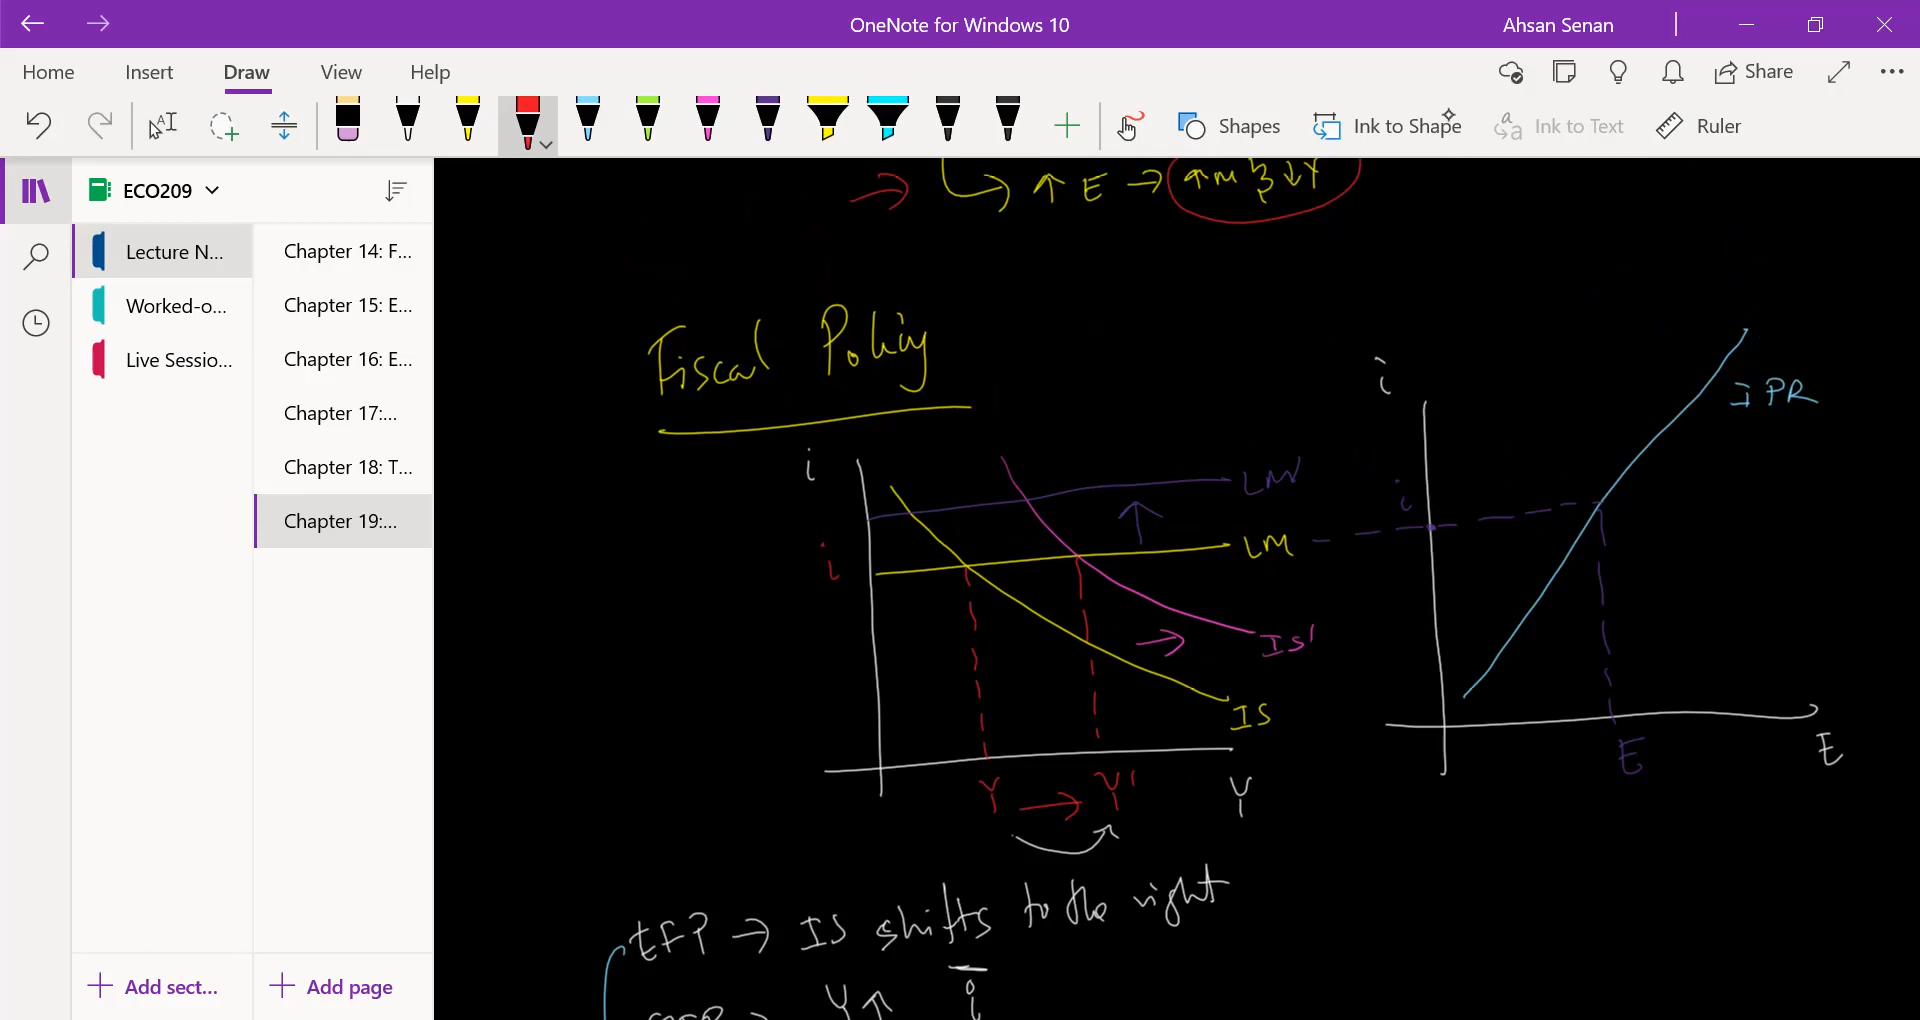 OneNote for Windows 10
Ahsan Senan
Home Insert Draw View Help
Share
Shapes Ink to Shape Ink to Text Ruler
ECO209
Lecture N...
Worked-o...
Live Sessio...
Chapter 14: F...
Chapter 15: E...
Chapter 16: E...
Chapter 17:...
Chapter 18: T...
Chapter 19:...
Add sect...
Add page
→ ↑ E → ↑m & ↓Y
Fiscal Policy
i
LM'
LM
i
IS'
IS
Y → Y'
Y
i
IPR
i
E
E
EFP → IS shifts to the right
Y↑ i